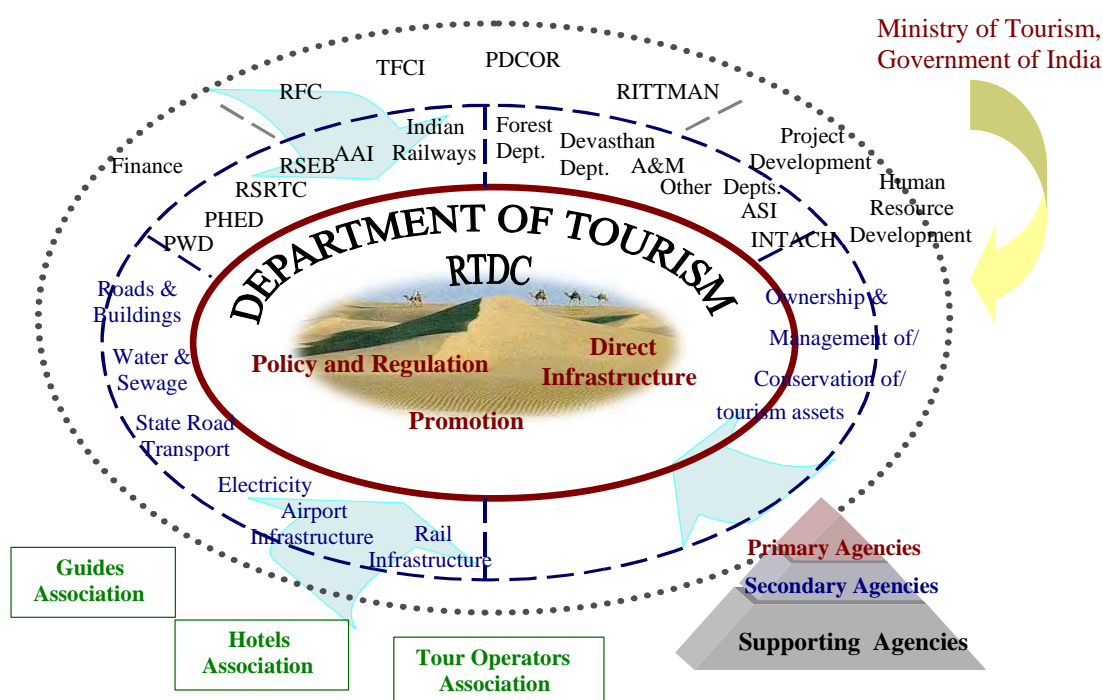 Ministry of Tourism,
Government of India
TFCI
PDCOR
RFC
RITTMAN
Finance
Project
Development
Human
Resource
Development
Indian
Railways
AAI
RSEB
RSRTC
PHED
PWD
Forest
Dept.
Devasthan
Dept.
A&M
Other Depts.
ASI
INTACH
DEPARTMENT OF TOURISM
RTDC
Policy and Regulation
Direct
Infrastructure
Promotion
Roads &
Buildings
Water &
Sewage
State Road
Transport
Electricity
Airport
Infrastructure
Rail
Infrastructure
Ownership &
Management of/
Conservation of/
tourism assets
Primary Agencies
Secondary Agencies
Supporting Agencies
Guides
Association
Hotels
Association
Tour Operators
Association